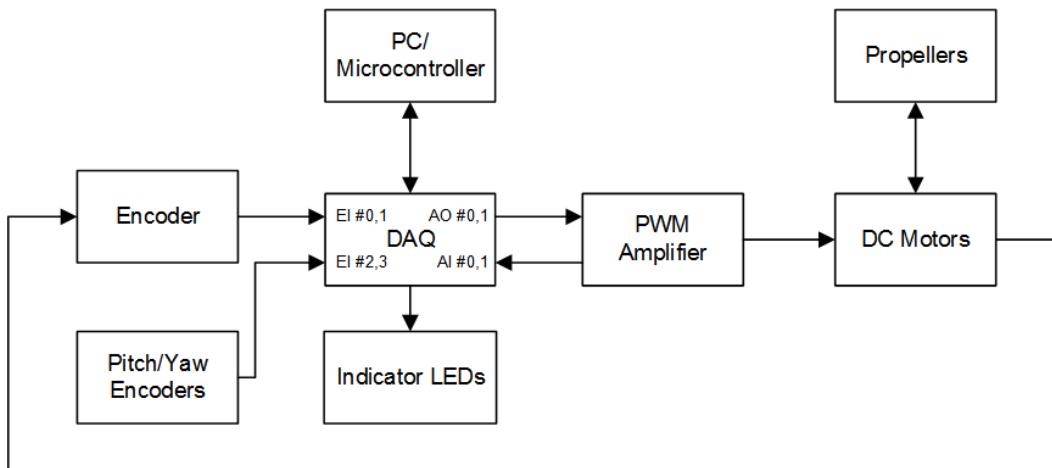 PC/
Microcontroller
Propellers
Encoder
EI #0,1 AO #0,1
DAQ
EI #2,3 AI #0,1
PWM
Amplifier
DC Motors
Pitch/Yaw
Encoders
Indicator LEDs